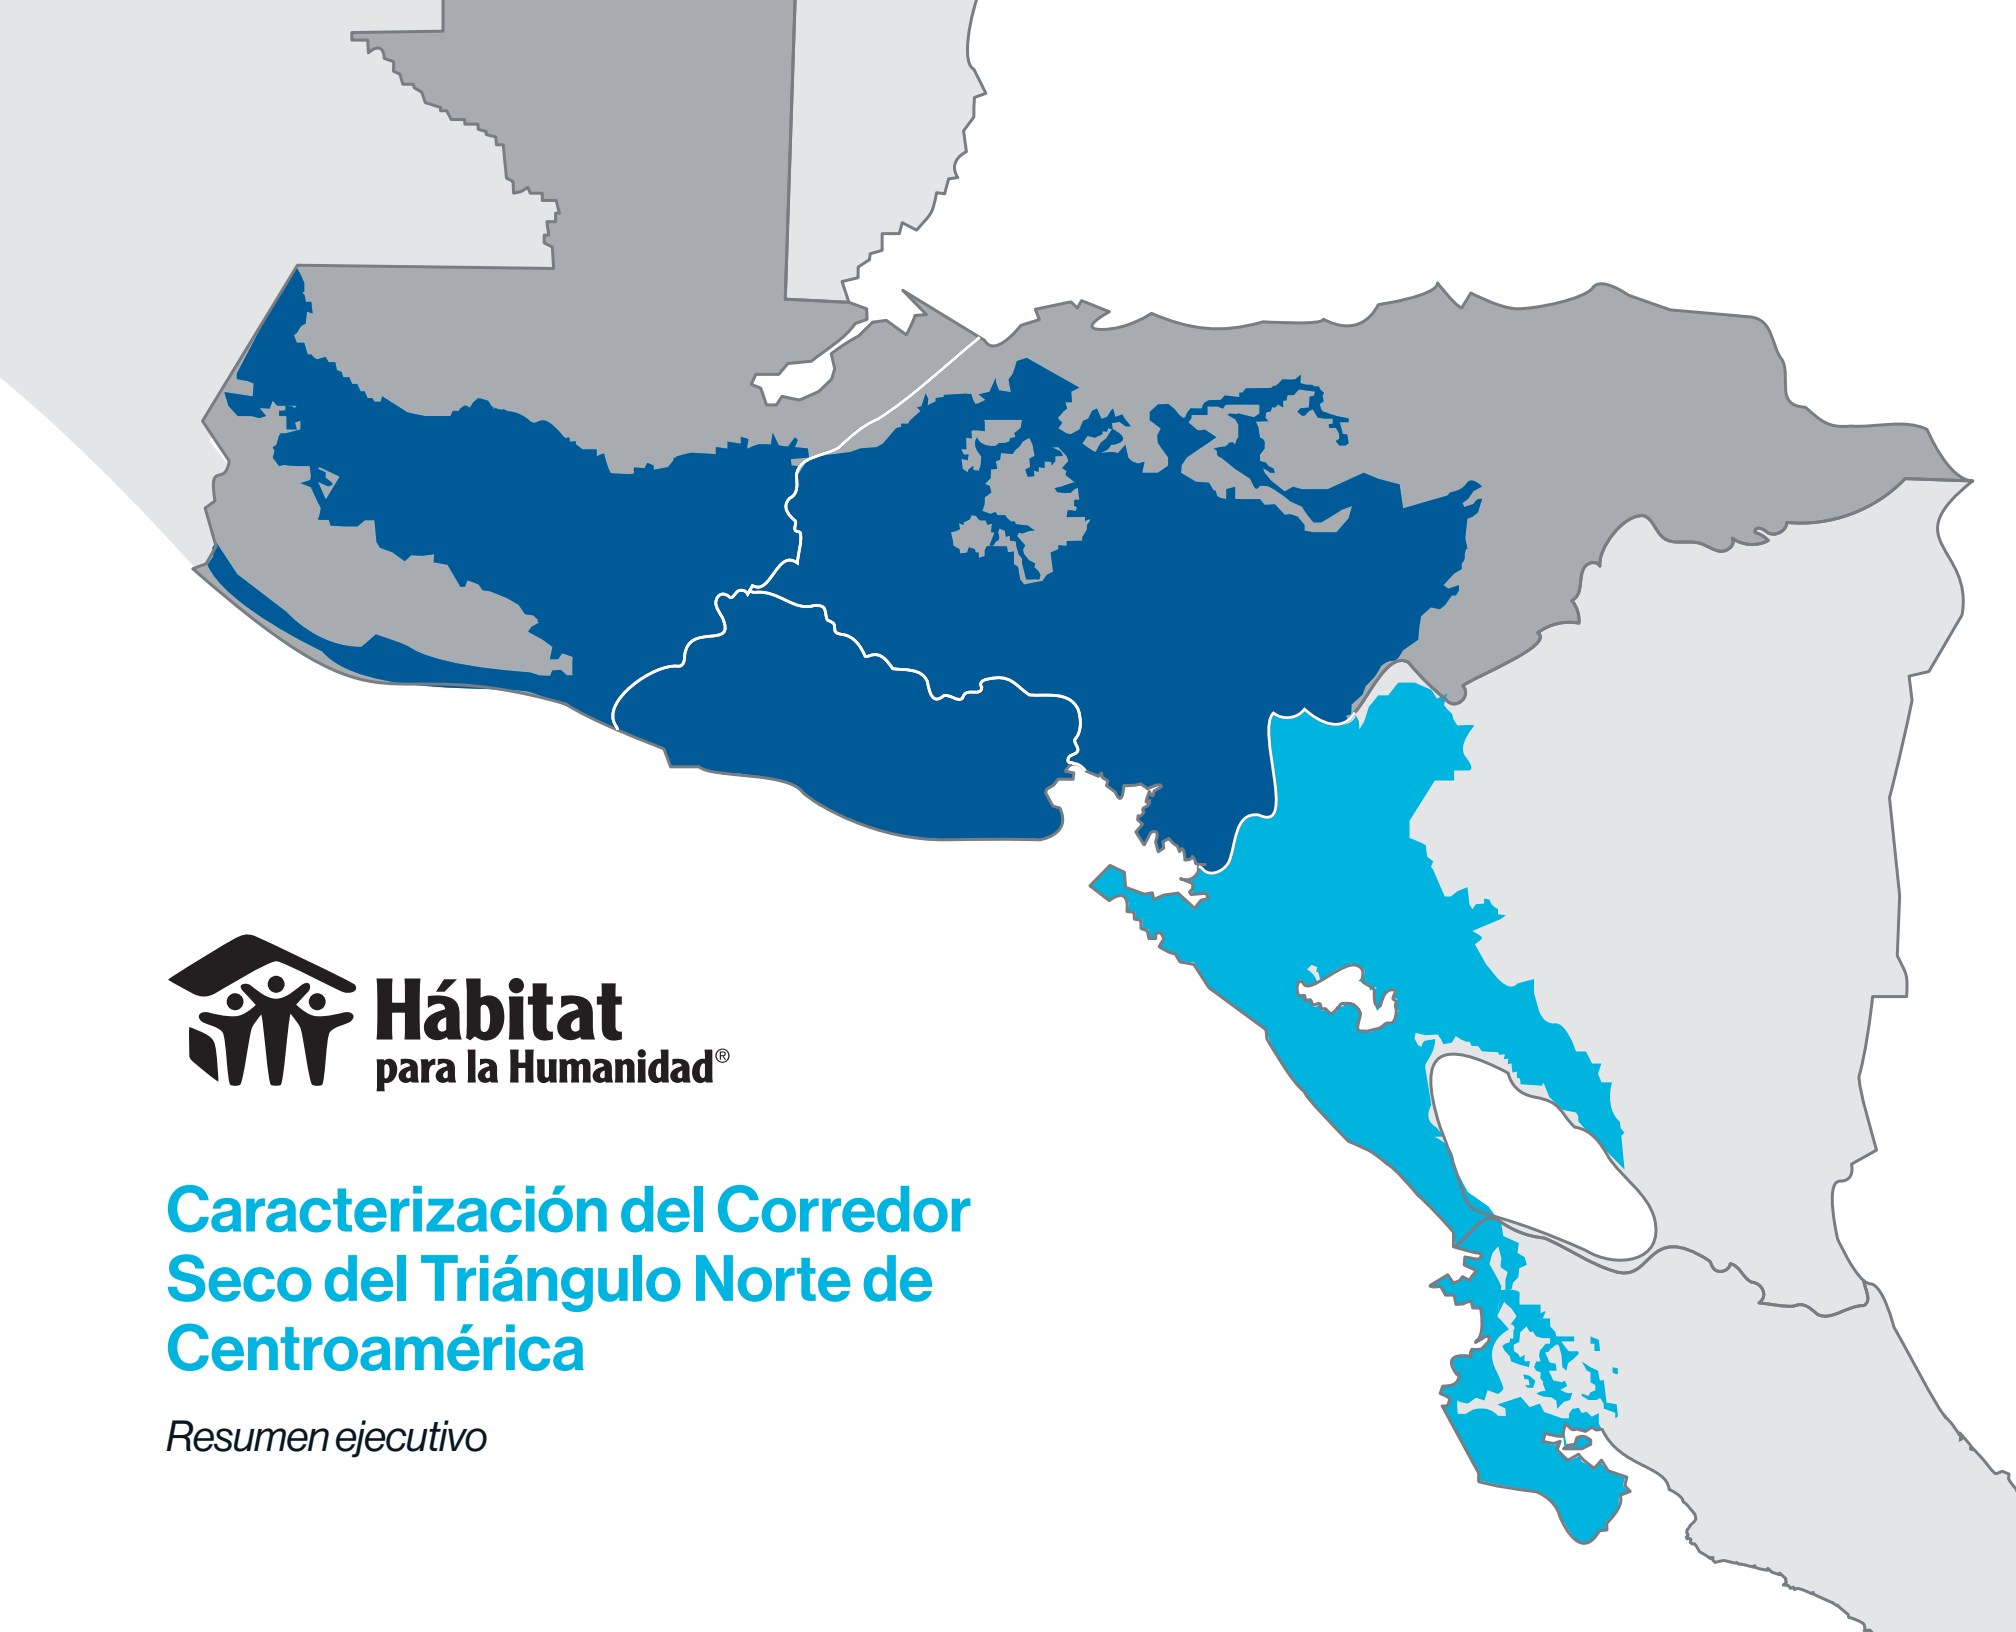 Hábitat
para la Humanidad®
Caracterización del Corredor
Seco del Triángulo Norte de
Centroamérica
Resumen ejecutivo